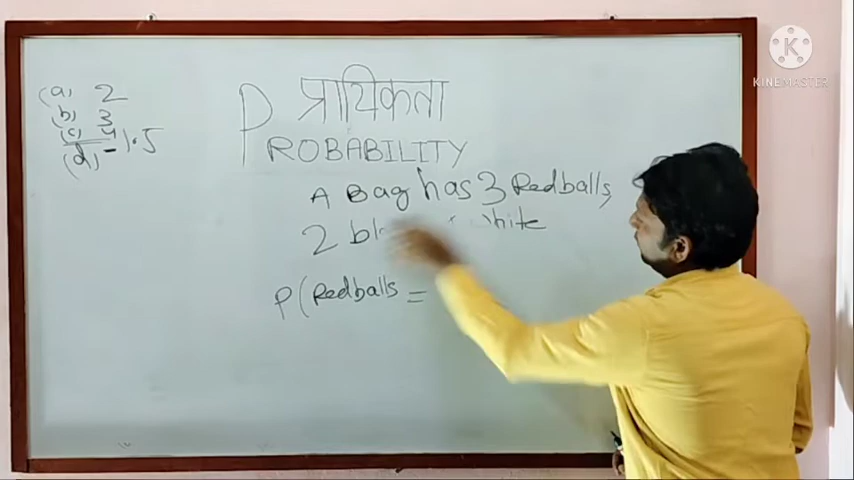 (a) 2
(b) 3
(c) 4
(d) -1.5
प्रायिकता
PROBABILITY
A Bag has 3 Redballs,
2
P(Redballs =
K
KINEMASTER